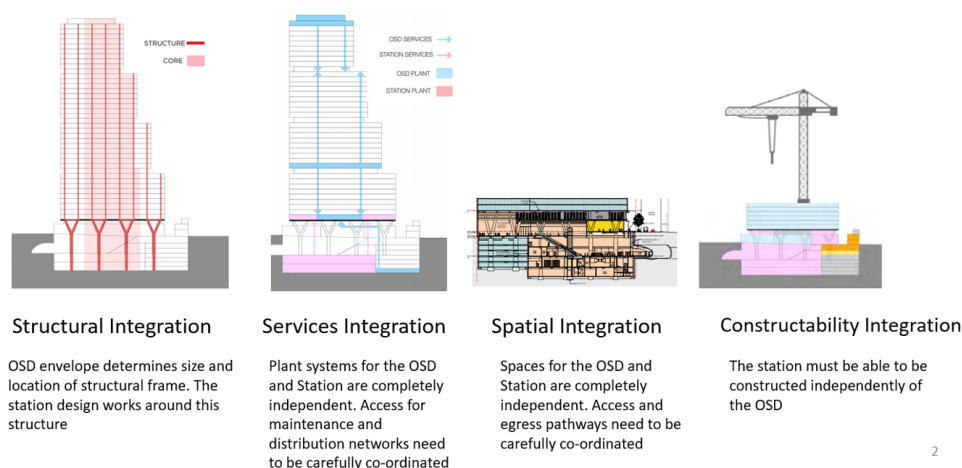 STRUCTURE
CORE
OSD SERVICES
STATION SERVICES
OSD PLANT
STATION PLANT
Structural Integration
OSD envelope determines size and
location of structural frame. The
station design works around this
structure
Services Integration
Plant systems for the OSD
and Station are completely
independent. Access for
maintenance and
distribution networks need
to be carefully co-ordinated
Spatial Integration
Spaces for the OSD and
Station are completely
independent. Access and
egress pathways need to be
carefully co-ordinated
Constructability Integration
The station must be able to be
constructed independently of
the OSD
2